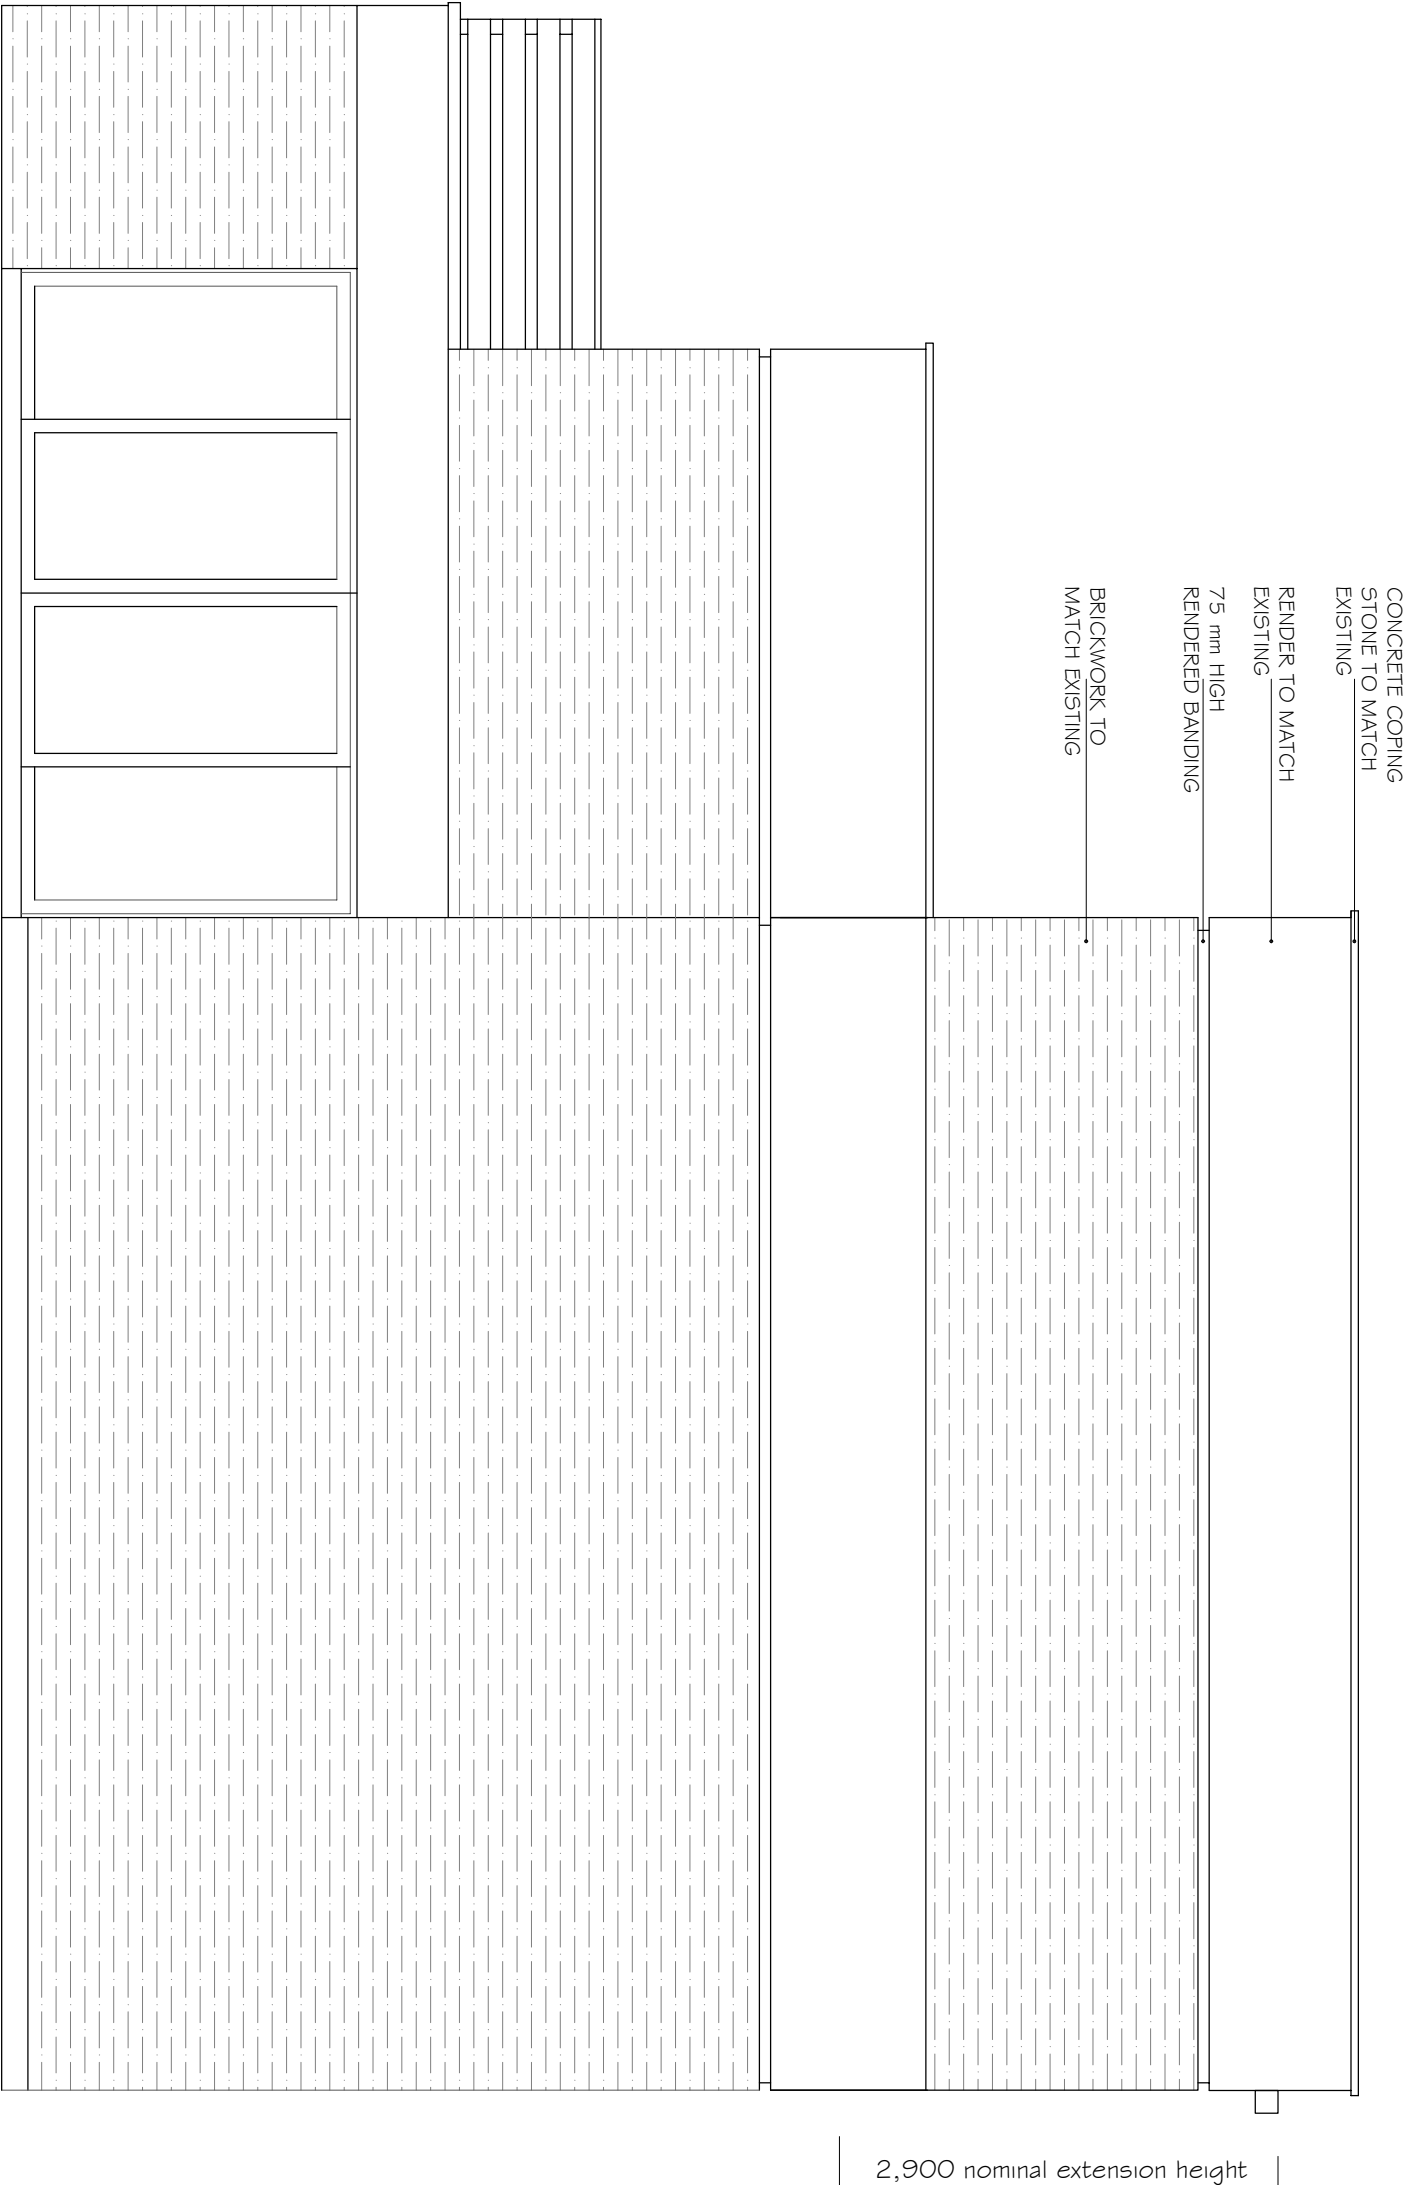 CONCRETE COPING
STONE TO MATCH
EXISTING
RENDER TO MATCH
EXISTING
75 mm HIGH
RENDERED BANDING
BRICKWORK TO
MATCH EXISTING
2,900 nominal extension height